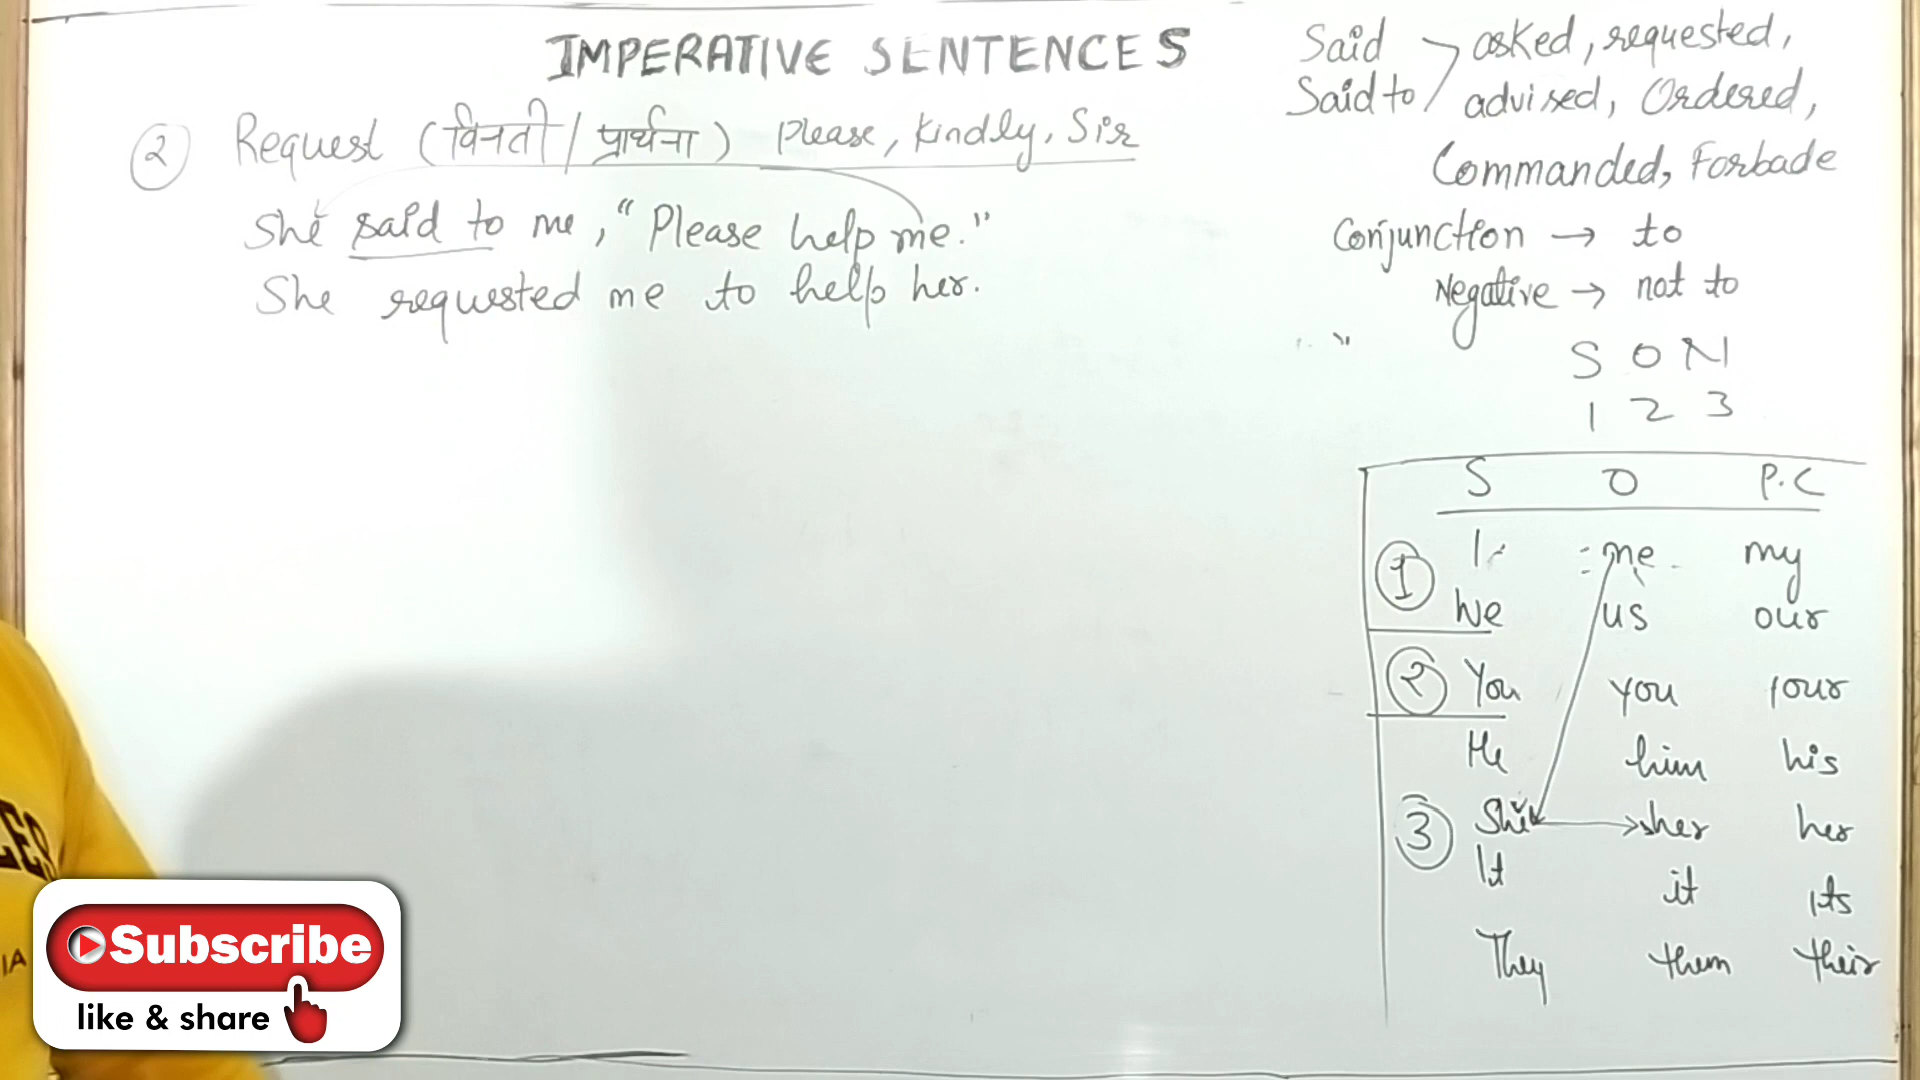 IMPERATIVE SENTENCES
② Request (विनती / प्रार्थना) Please, Kindly, Sir
She said to me, "Please help me."
She requested me to help her.
Said
Said to
asked, requested,
advised, Ordered,
Commanded, Forbade
Conjunction → to
Negative → not to
S O N
1 2 3
S O P.C
① I me my
We us our
② You you your
He him his
③ She her her
It it its
They them their
Subscribe
like & share